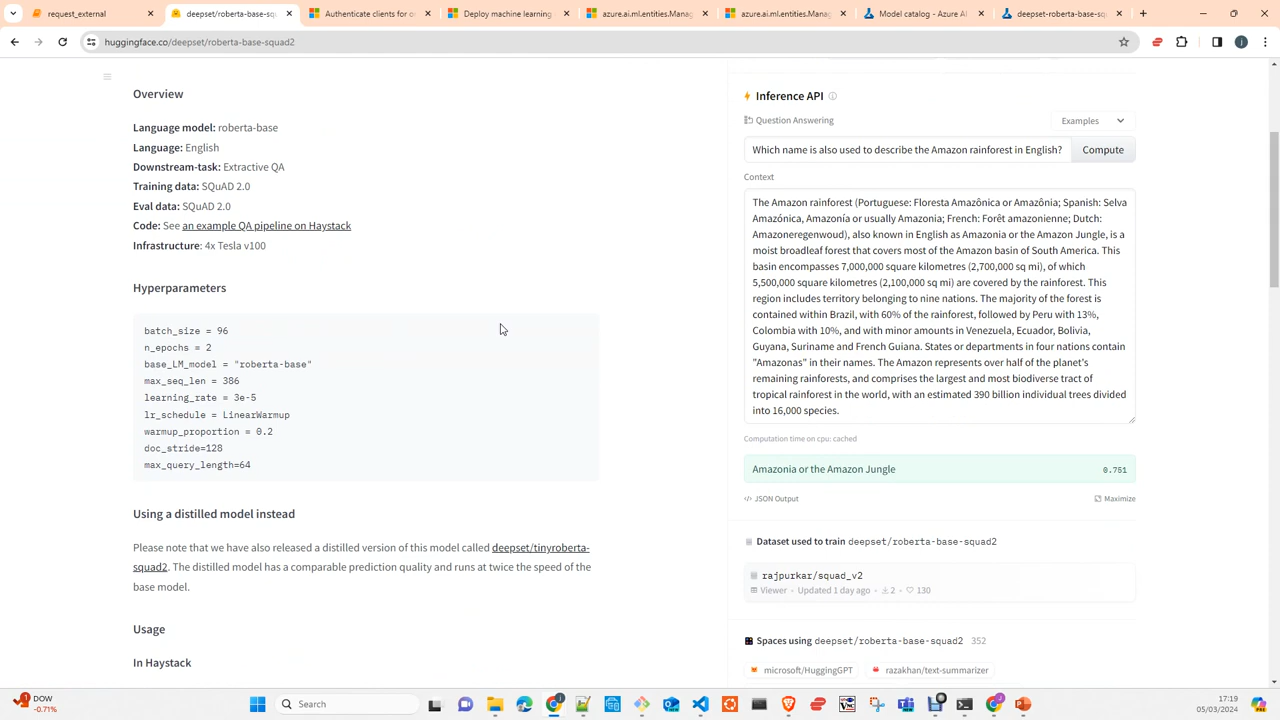 request_external
deepset/roberta-base-squ
Authenticate clients for o
Deploy machine learning
azure.ai.ml.entities.Manag
azure.ai.ml.entities.Manag
Model catalog - Azure AI
deepset-roberta-base-squ
huggingface.co/deepset/roberta-base-squad2
Overview
Language model: roberta-base
Language: English
Downstream-task: Extractive QA
Training data: SQuAD 2.0
Eval data: SQuAD 2.0
Code: See an example QA pipeline on Haystack
Infrastructure: 4x Tesla v100
Hyperparameters
batch_size = 96
n_epochs = 2
base_LM_model = "roberta-base"
max_seq_len = 386
learning_rate = 3e-5
lr_schedule = LinearWarmup
warmup_proportion = 0.2
doc_stride=128
max_query_length=64
Using a distilled model instead
Please note that we have also released a distilled version of this model called deepset/tinyroberta-
squad2. The distilled model has a comparable prediction quality and runs at twice the speed of the
base model.
Usage
In Haystack
Inference API
Question Answering
Examples
Which name is also used to describe the Amazon rainforest in English?
Compute
Context
The Amazon rainforest (Portuguese: Floresta Amazônica or Amazônia; Spanish: Selva
Amazónica, Amazonía or usually Amazonia; French: Forêt amazonienne; Dutch:
Amazoneregenwoud), also known in English as Amazonia or the Amazon Jungle, is a
moist broadleaf forest that covers most of the Amazon basin of South America. This
basin encompasses 7,000,000 square kilometres (2,700,000 sq mi), of which
5,500,000 square kilometres (2,100,000 sq mi) are covered by the rainforest. This
region includes territory belonging to nine nations. The majority of the forest is
contained within Brazil, with 60% of the rainforest, followed by Peru with 13%,
Colombia with 10%, and with minor amounts in Venezuela, Ecuador, Bolivia,
Guyana, Suriname and French Guiana. States or departments in four nations contain
"Amazonas" in their names. The Amazon represents over half of the planet's
remaining rainforests, and comprises the largest and most biodiverse tract of
tropical rainforest in the world, with an estimated 390 billion individual trees divided
into 16,000 species.
Computation time on cpu: cached
Amazonia or the Amazon Jungle 0.751
JSON Output
Maximize
Dataset used to train deepset/roberta-base-squad2
rajpurkar/squad_v2
Viewer • Updated 1 day ago • 2 • 130
Spaces using deepset/roberta-base-squad2 352
microsoft/HuggingGPT
razakhan/text-summarizer
DOW
-0.71%
Search
17:19
05/03/2024